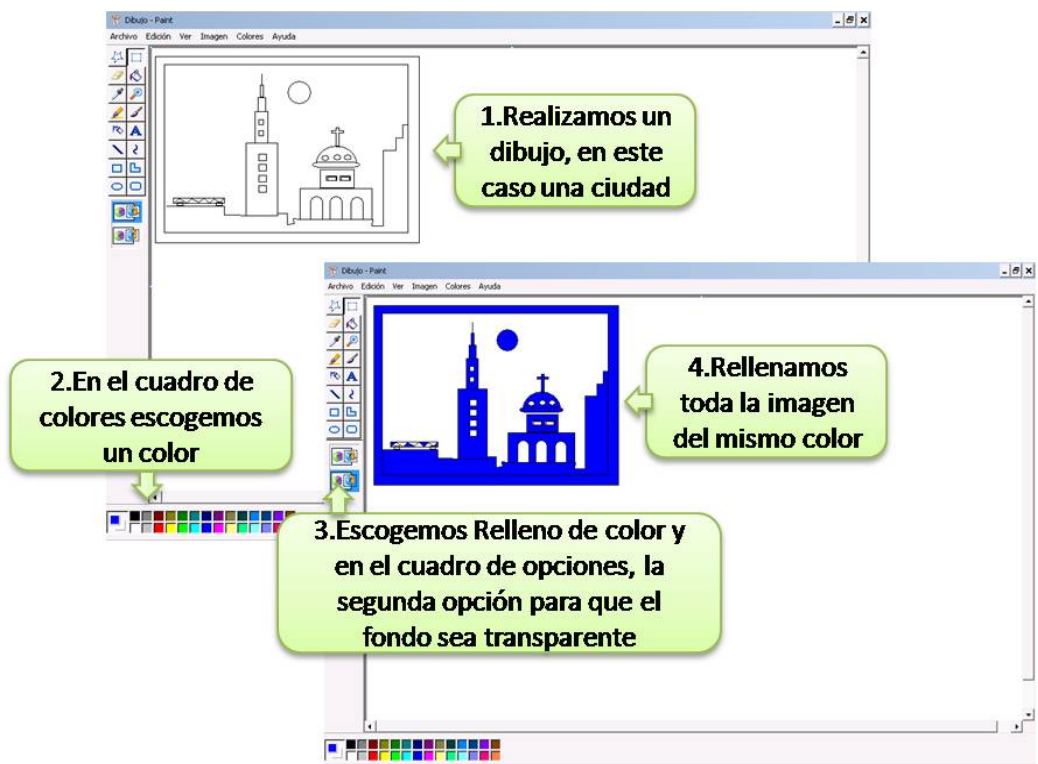 Dibujo - Paint
Archivo Edición Ver Imagen Colores Ayuda
1.Realizamos un
dibujo, en este
caso una ciudad
Dibujo - Paint
Archivo Edición Ver Imagen Colores Ayuda
2.En el cuadro de
colores escogemos
un color
4.Rellenamos
toda la imagen
del mismo color
3.Escogemos Relleno de color y
en el cuadro de opciones, la
segunda opción para que el
fondo sea transparente